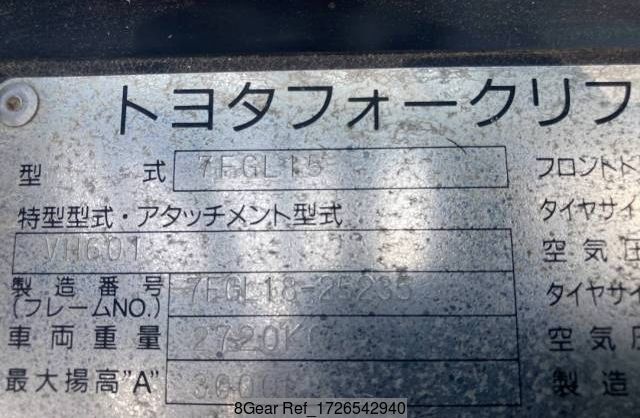 トヨタフォークリフ
型 式 7FGL15 フロントト
特型型式・アタッチメント型式 タイヤサイ
VH601 空気圧
製造番号 7FGL18-25235 タイヤサイ
(フレームNO.)
車両重量 2720KG 空気圧
最大揚高"A" 3000 製造
8Gear Ref_1726542940